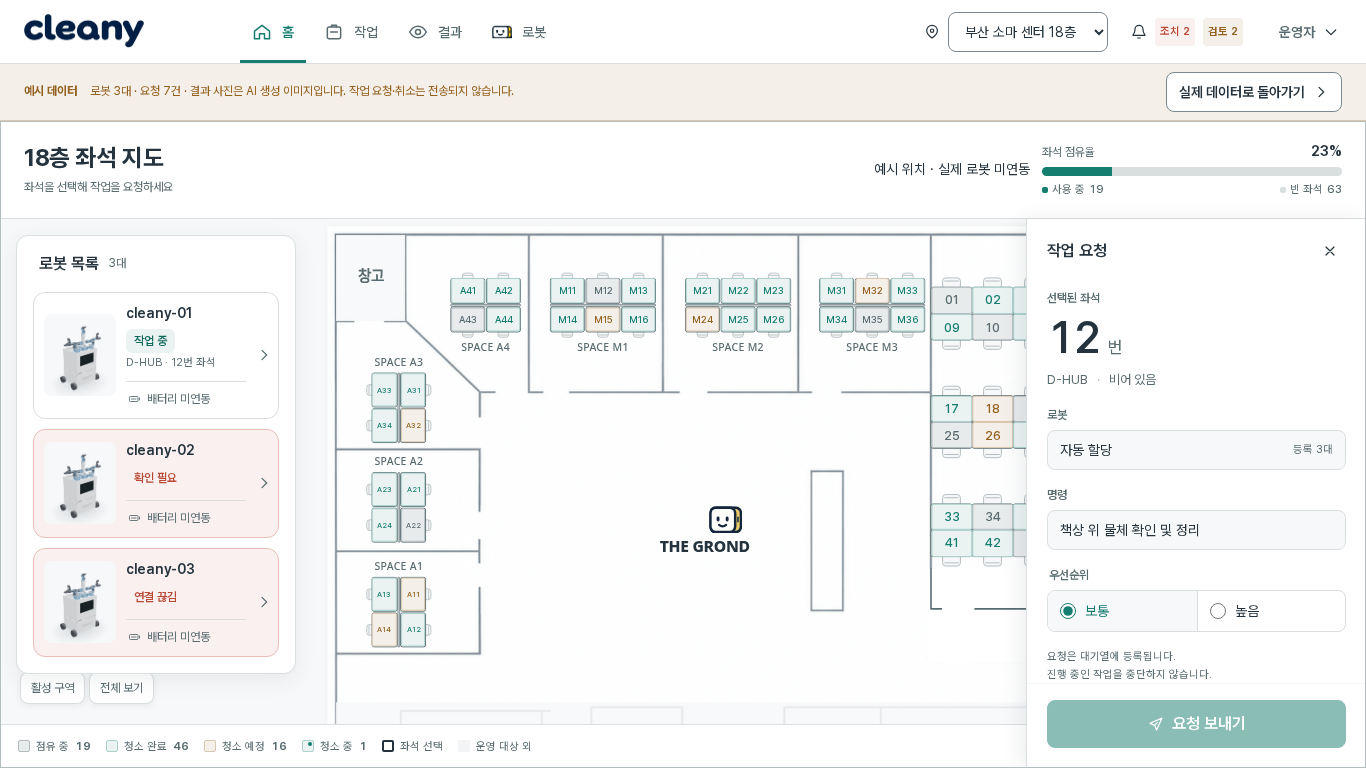 cleany
홈
작업
결과
로봇
부산 소마 센터 18층
조치 2
검토 2
운영자
예시 데이터 로봇 3대 · 요청 7건 · 결과 사진은 AI 생성 이미지입니다. 작업 요청·취소는 전송되지 않습니다.
실제 데이터로 돌아가기
18층 좌석 지도
좌석을 선택해 작업을 요청하세요
예시 위치 · 실제 로봇 미연동
좌석 점유율 23%
사용 중 19
빈 좌석 63
로봇 목록 3대
cleany-01
작업 중
D-HUB · 12번 좌석
배터리 미연동
cleany-02
확인 필요
배터리 미연동
cleany-03
연결 끊김
배터리 미연동
활성 구역
전체 보기
창고
A41 A42
A43 A44
SPACE A4
M11 M12 M13
M14 M15 M16
SPACE M1
M21 M22 M23
M24 M25 M26
SPACE M2
M31 M32 M33
M34 M35 M36
SPACE M3
01 02
09 10
17 18
25 26
33 34
41 42
SPACE A3
A33 A31
A34 A32
SPACE A2
A23 A21
A24 A22
SPACE A1
A13 A11
A14 A12
THE GROND
점유 중 19
청소 완료 46
청소 예정 16
청소 중 1
좌석 선택
운영 대상 외
작업 요청
선택된 좌석
12 번
D-HUB · 비어 있음
로봇
자동 할당 등록 3대
명령
책상 위 물체 확인 및 정리
우선순위
보통
높음
요청은 대기열에 등록됩니다.
진행 중인 작업을 중단하지 않습니다.
요청 보내기